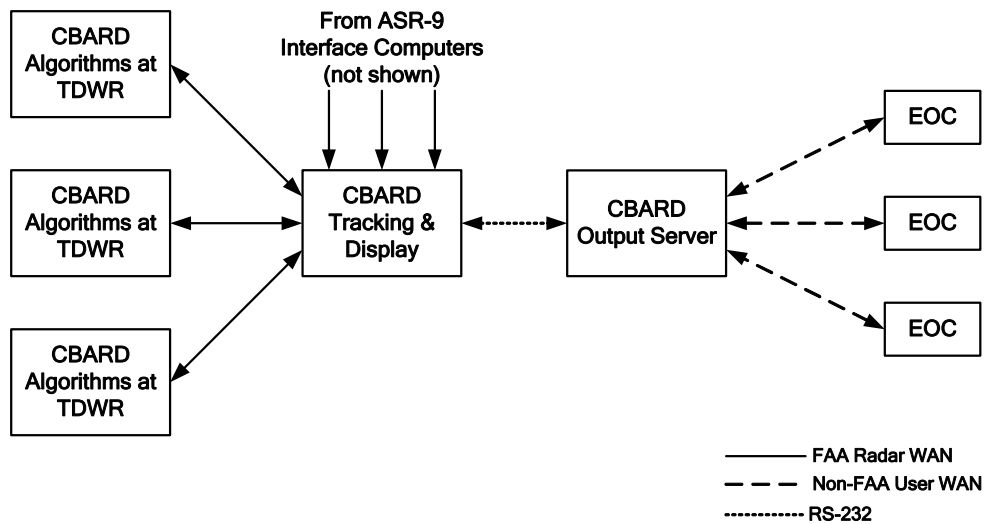 CBARD
Algorithms at
TDWR
From ASR-9
Interface Computers
(not shown)
EOC
CBARD
Algorithms at
TDWR
CBARD
Tracking &
Display
CBARD
Output Server
EOC
CBARD
Algorithms at
TDWR
EOC
FAA Radar WAN
Non-FAA User WAN
RS-232